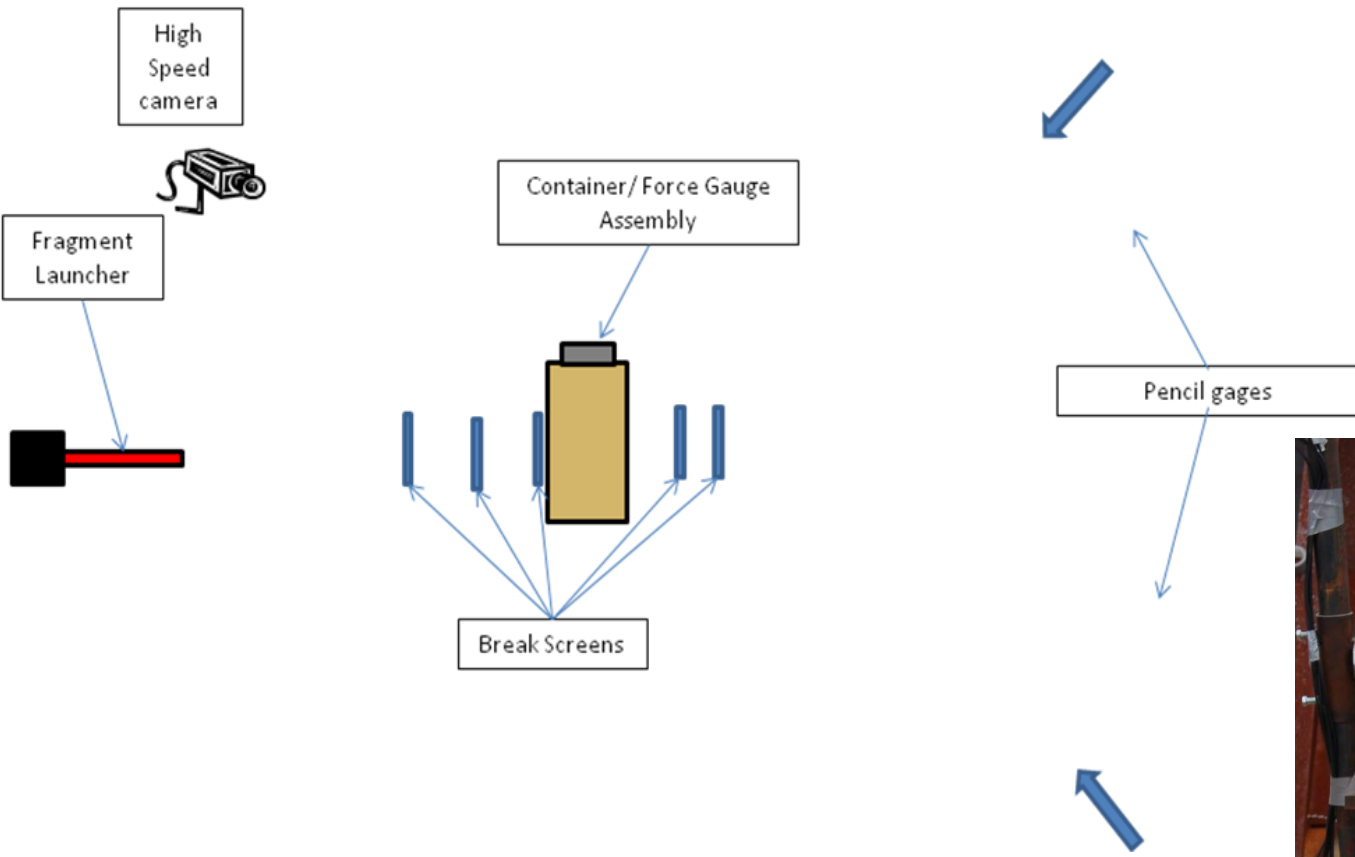 High
Speed
camera
Fragment
Launcher
Container/ Force Gauge
Assembly
Pencil gages
Break Screens